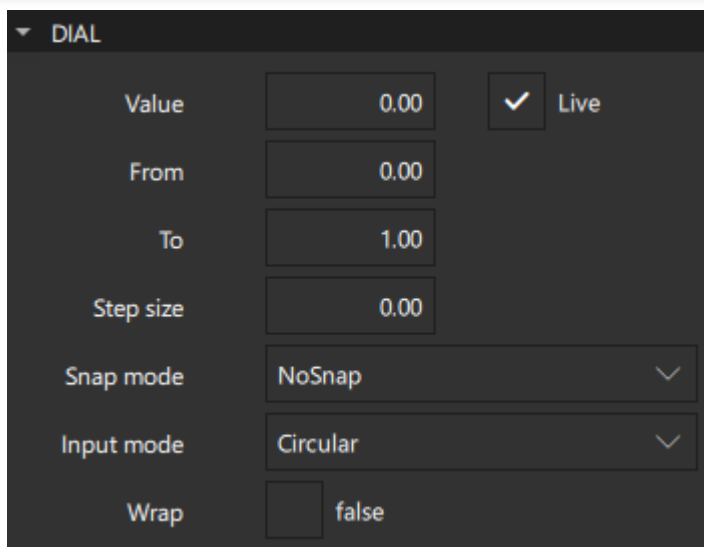 DIAL
Value 0.00 Live
From 0.00
To 1.00
Step size 0.00
Snap mode NoSnap
Input mode Circular
Wrap false